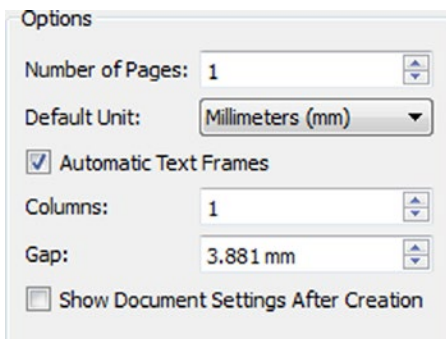 Options
Number of Pages: 1
Default Unit: Millimeters (mm)
Automatic Text Frames
Columns: 1
Gap: 3.881 mm
Show Document Settings After Creation